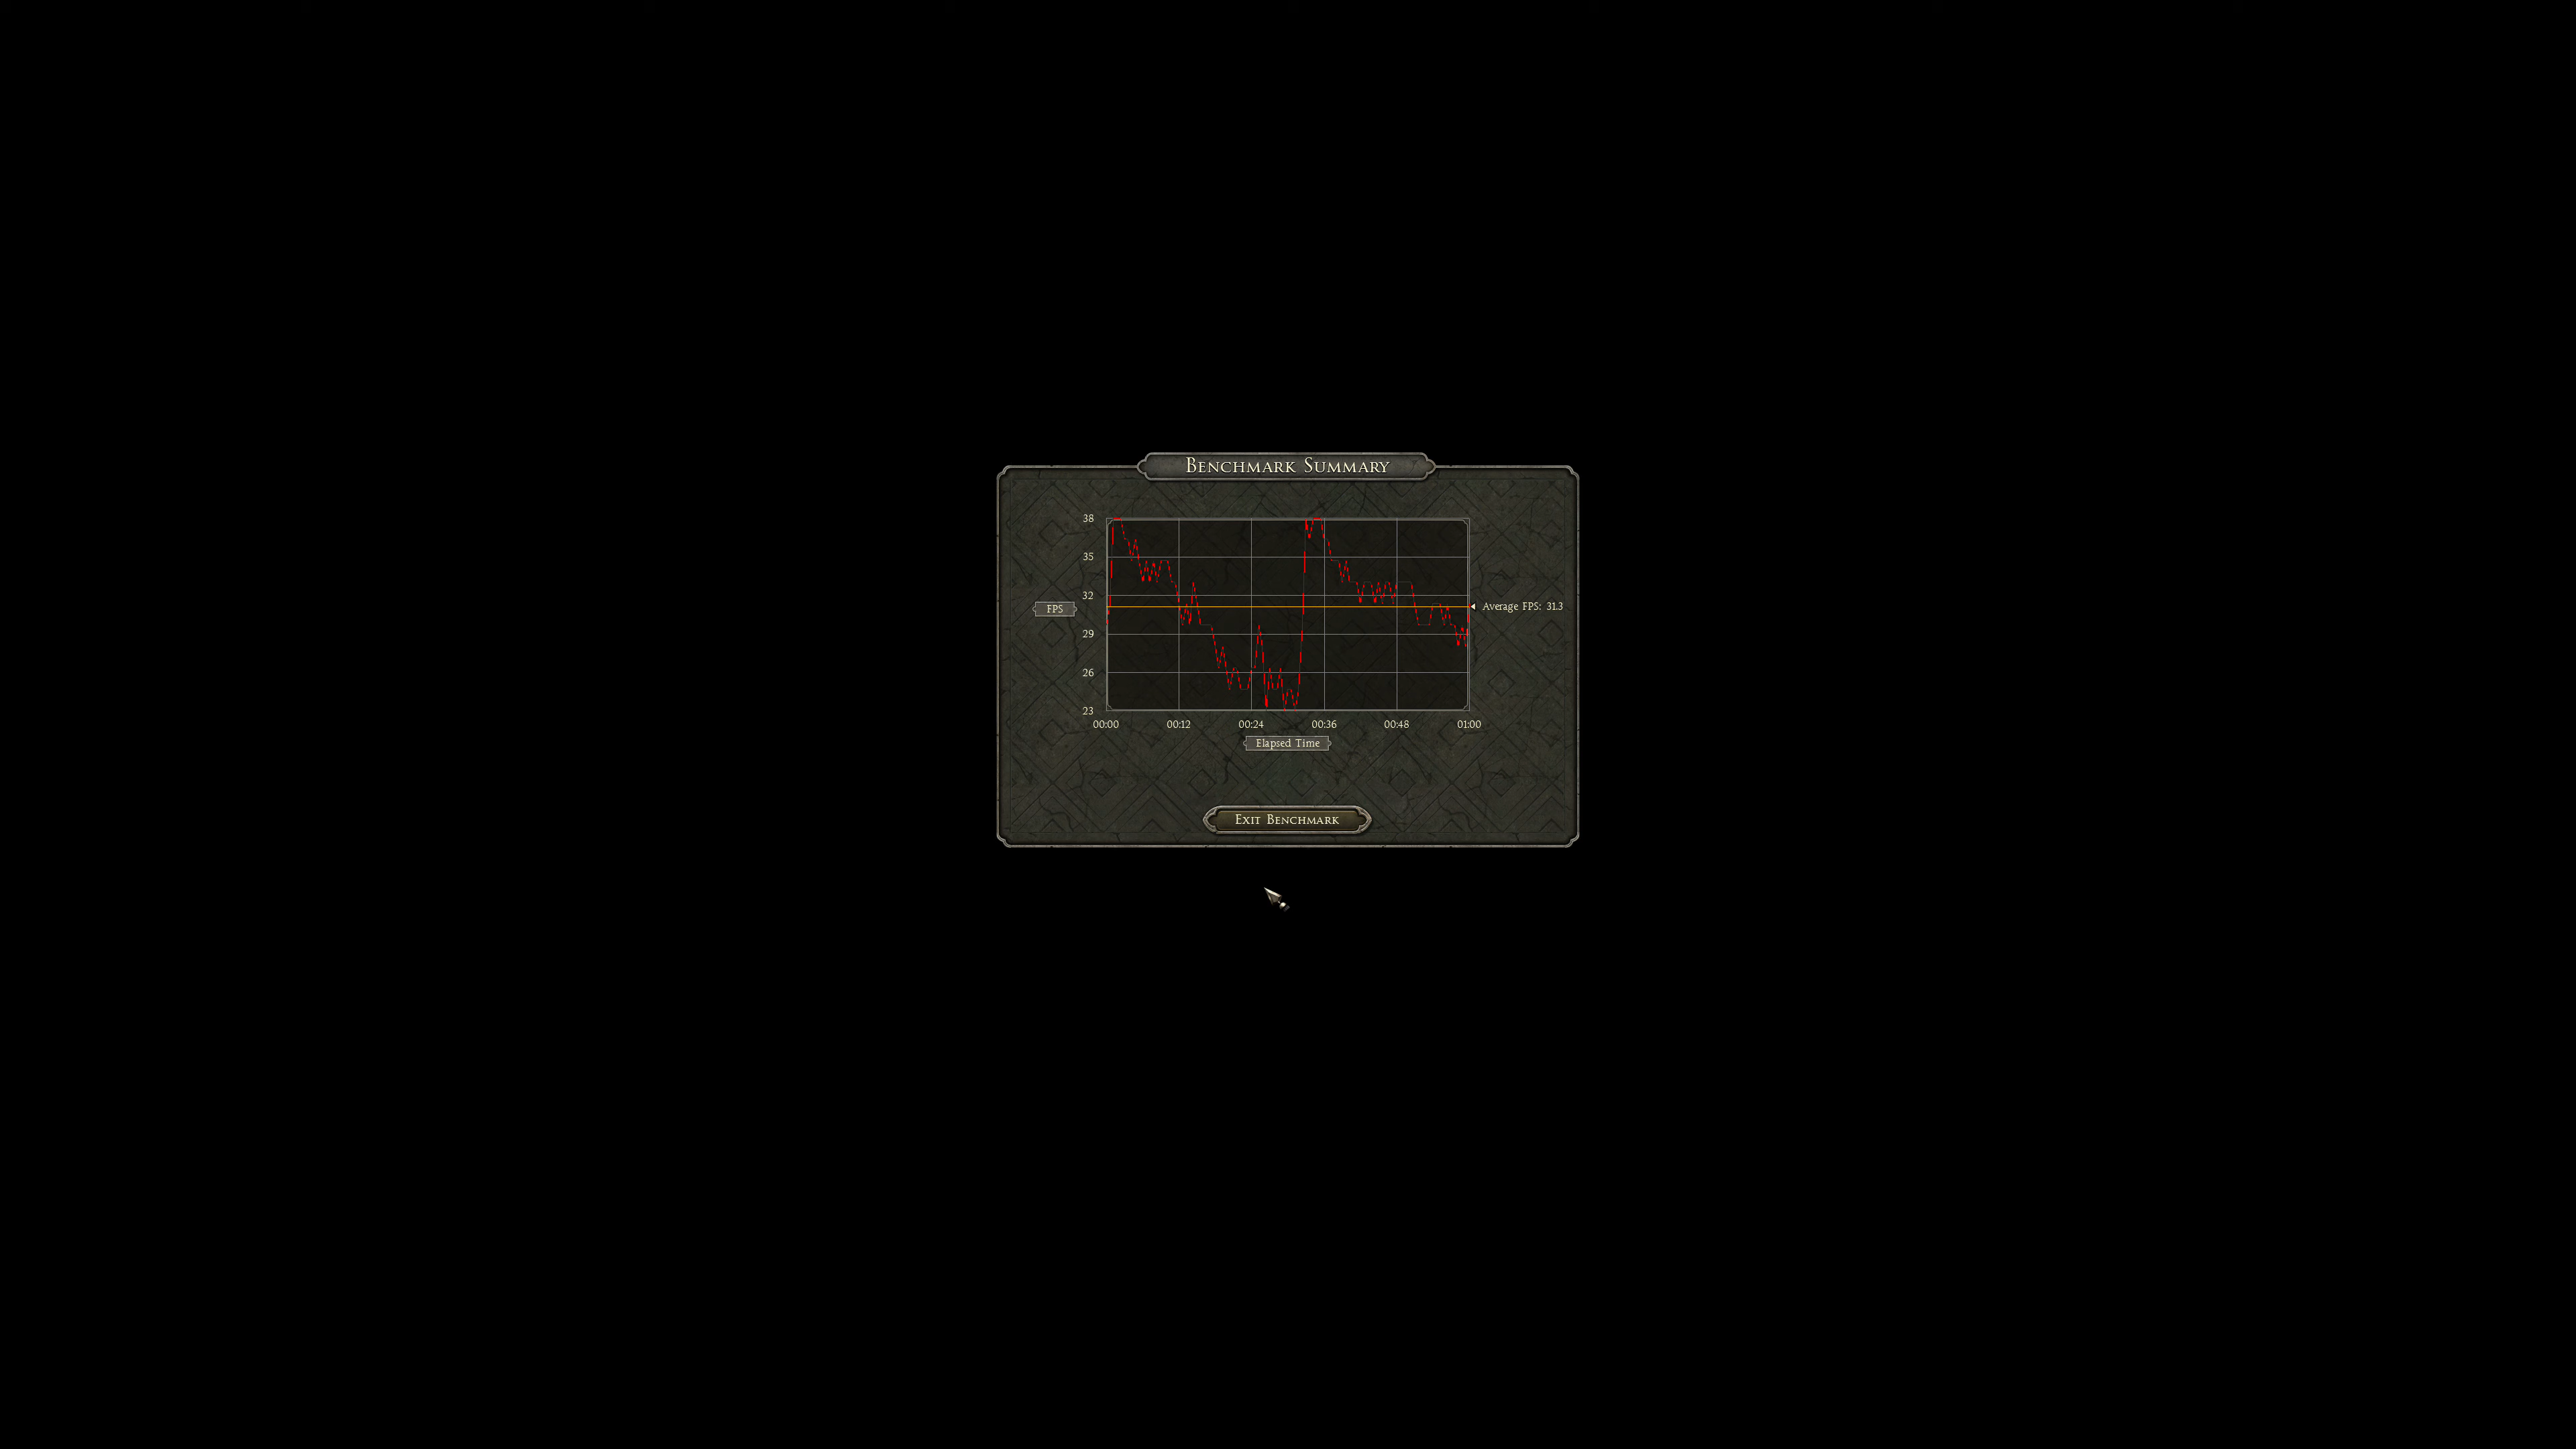 Benchmark Summary
38
35
32
FPS
Average FPS: 31.3
29
26
23
00:00 00:12 00:24 00:36 00:48 01:00
Elapsed Time
Exit Benchmark